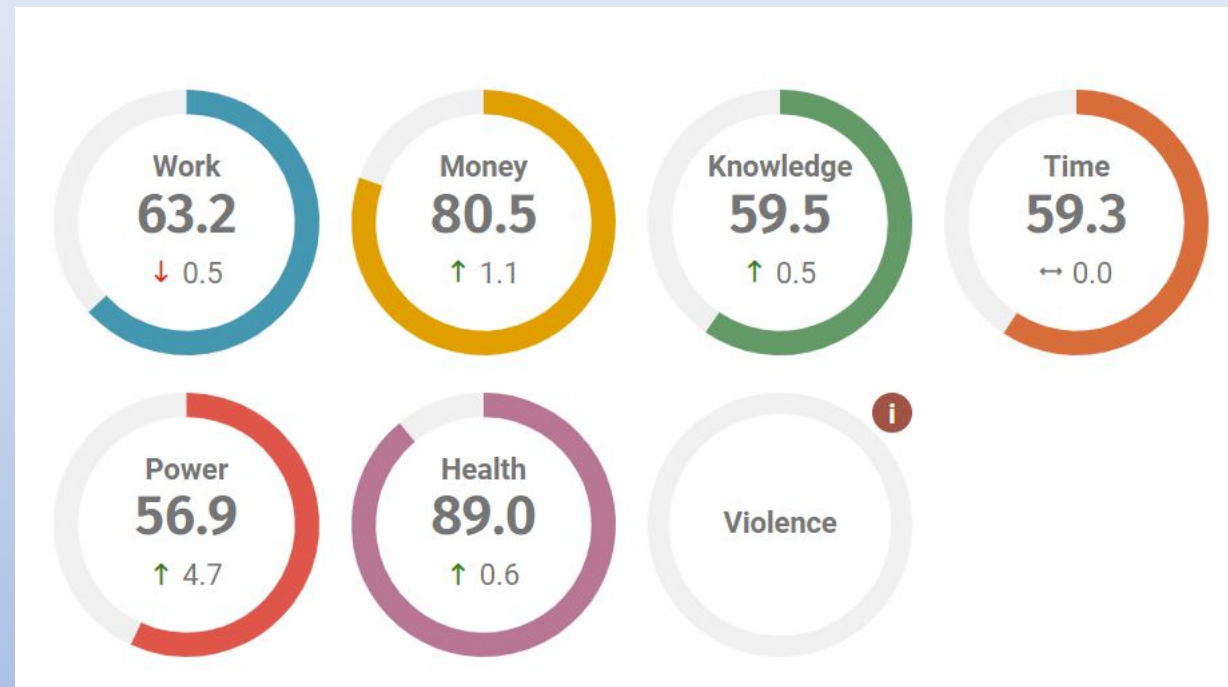 Work
63.2
↓ 0.5
Money
80.5
↑ 1.1
Knowledge
59.5
↑ 0.5
Time
59.3
↔ 0.0
Power
56.9
↑ 4.7
Health
89.0
↑ 0.6
Violence
i